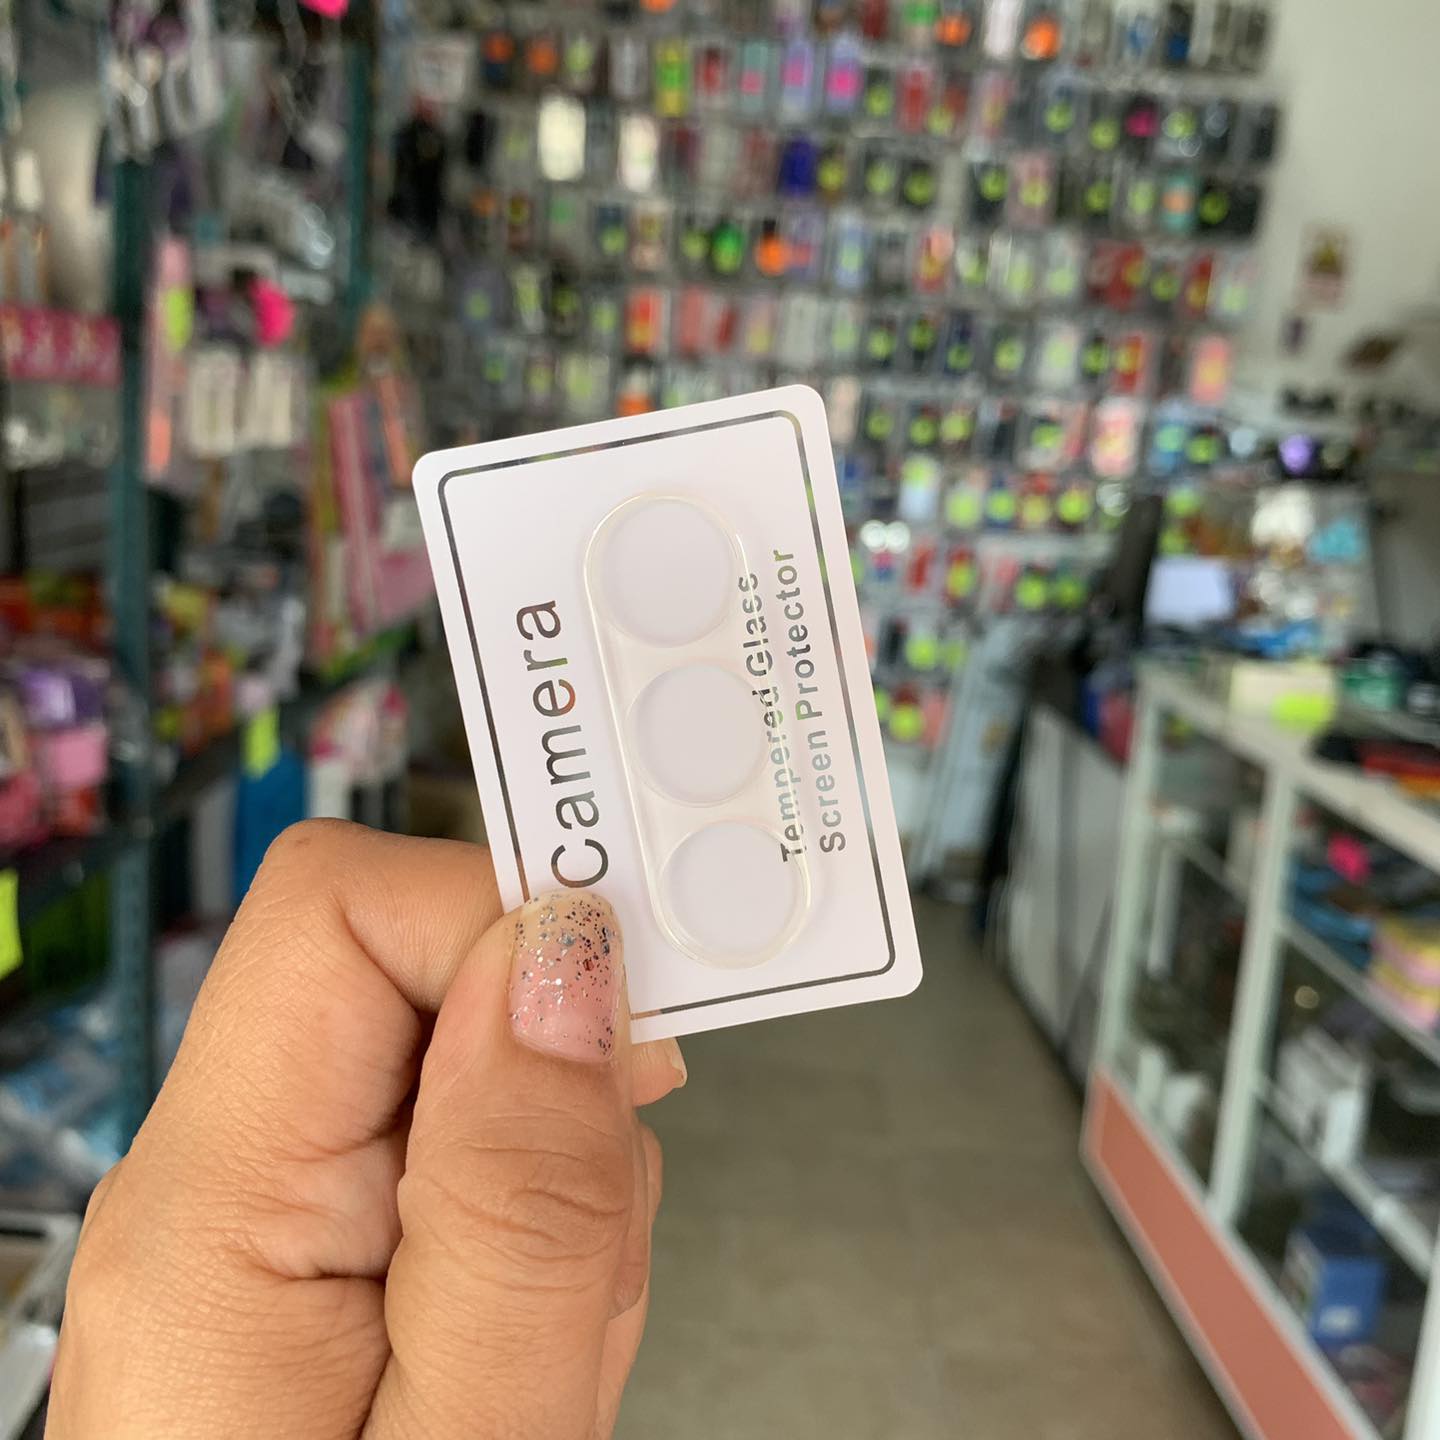 Camera
Tempered Glass
Screen Protector